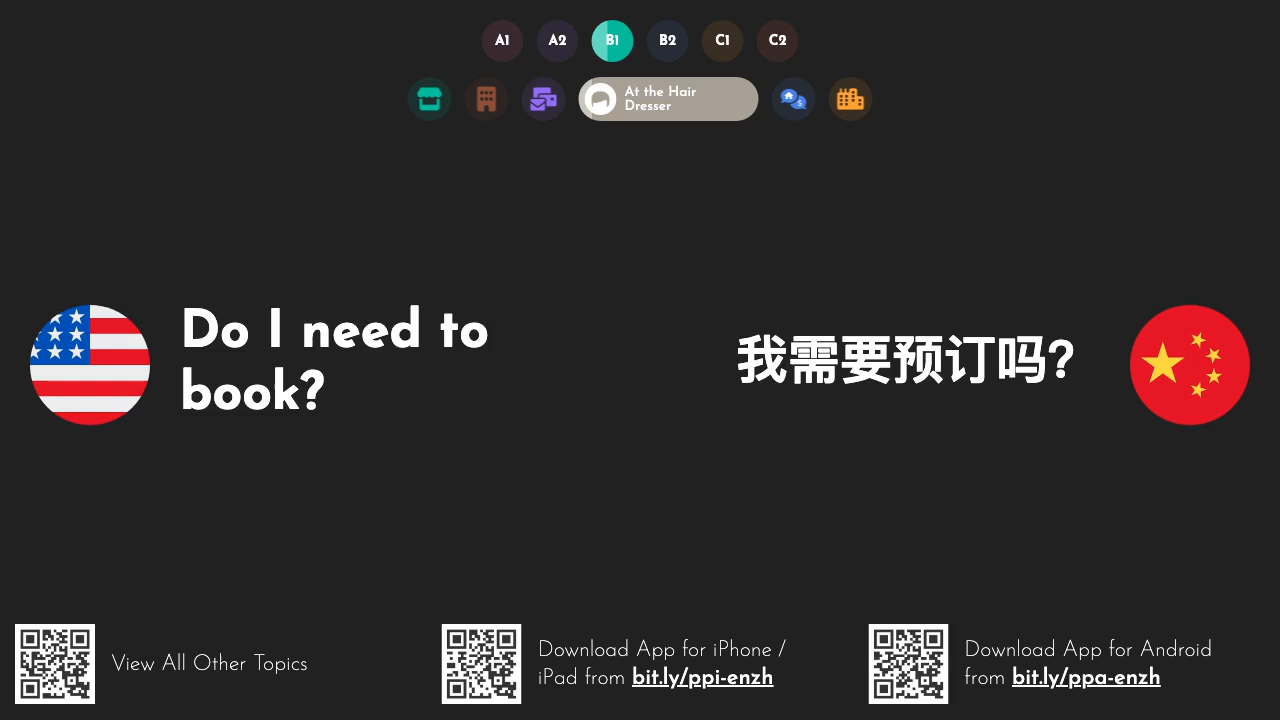 A1 A2 B1 B2 C1 C2
At the Hair
Dresser
Do I need to
book?
我需要预订吗?
View All Other Topics
Download App for iPhone /
iPad from bit.ly/ppi-enzh
Download App for Android
from bit.ly/ppa-enzh